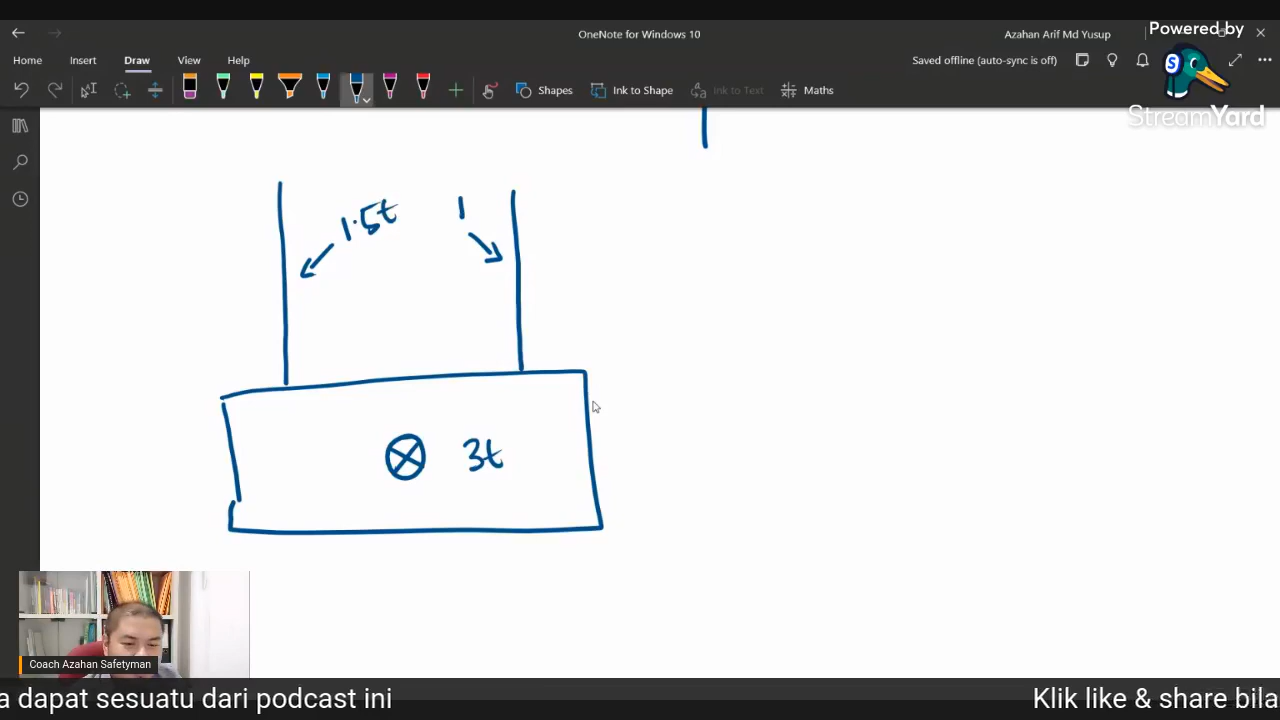 Powered by
OneNote for Windows 10
Azahan Arif Md Yusup
Home Insert Draw View Help
Saved offline (auto-sync is off)
StreamYard
Shapes Ink to Shape Ink to Text Maths
1.5t 1
3t
Coach Azahan Safetyman
a dapat sesuatu dari podcast ini Klik like & share bila